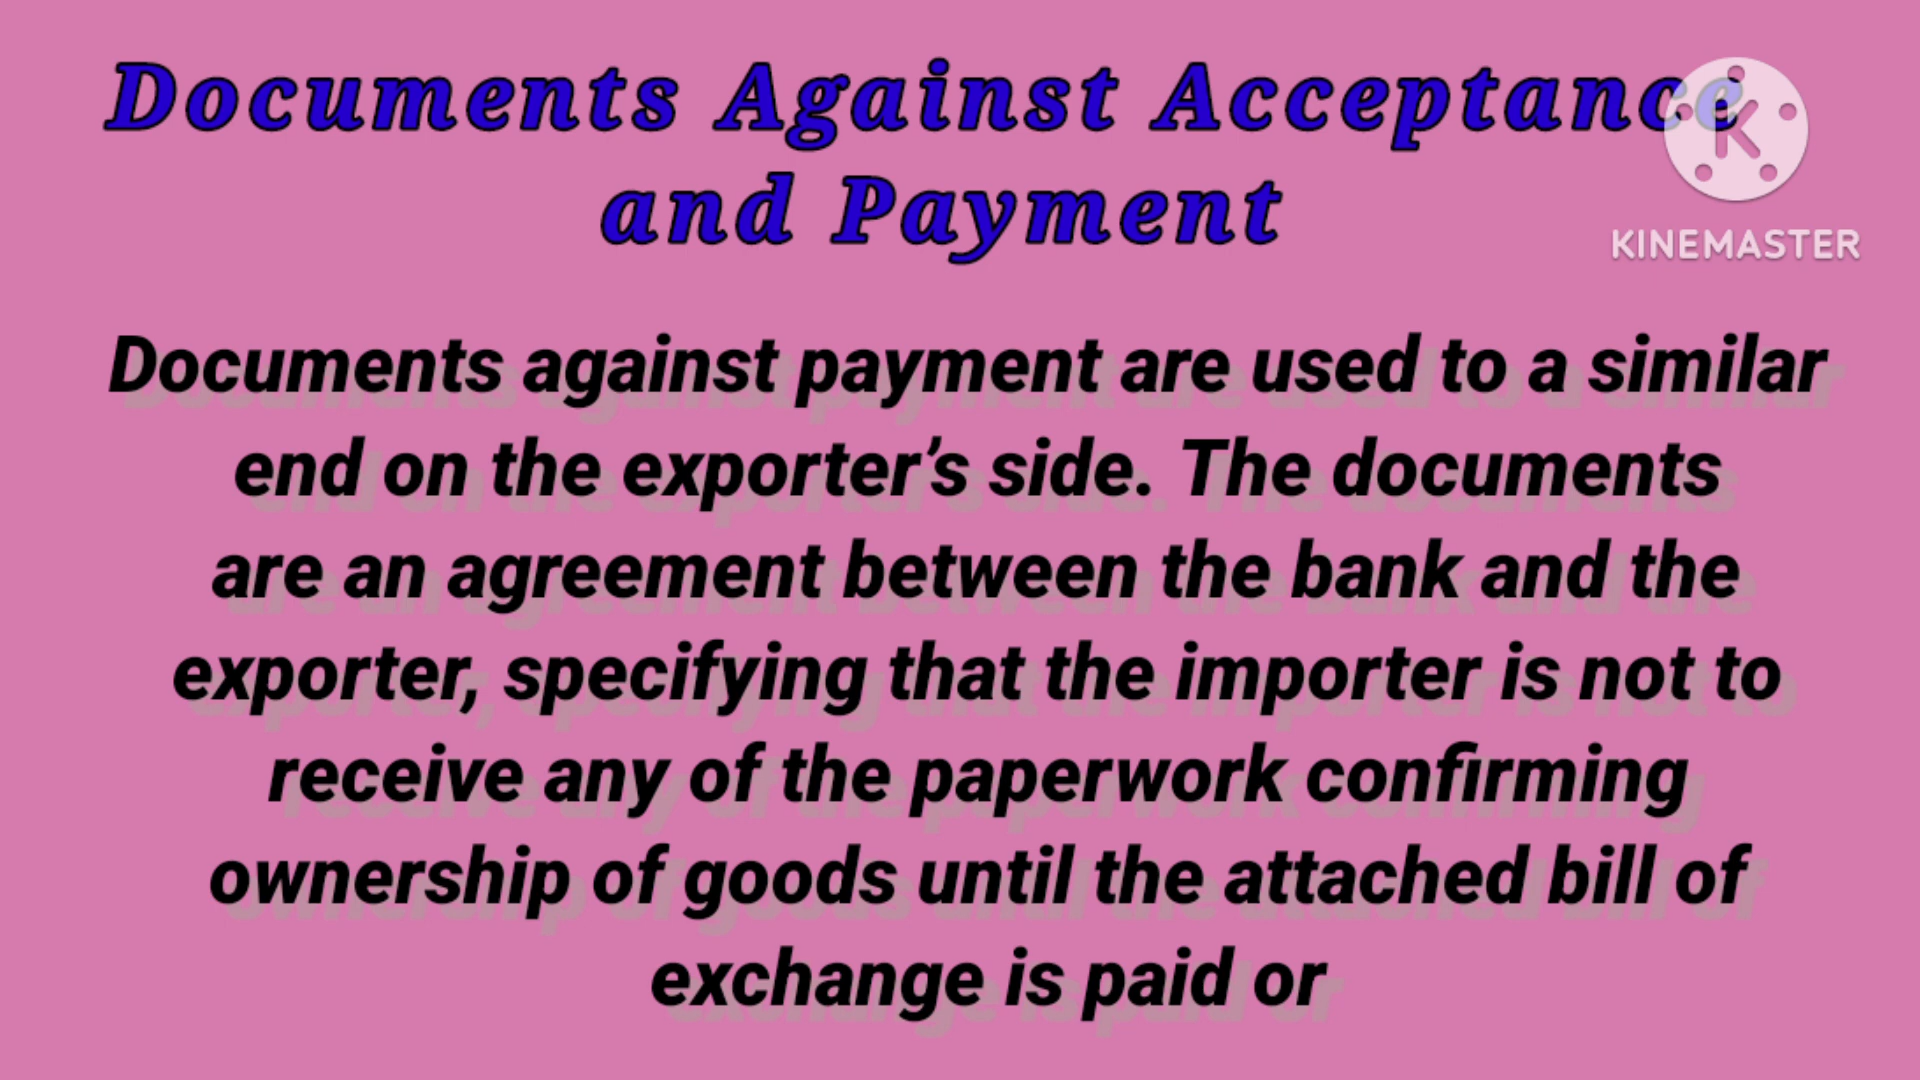 Documents Against Acceptance
and Payment
KINEMASTER
Documents against payment are used to a similar
end on the exporter’s side. The documents
are an agreement between the bank and the
exporter, specifying that the importer is not to
receive any of the paperwork confirming
ownership of goods until the attached bill of
exchange is paid or